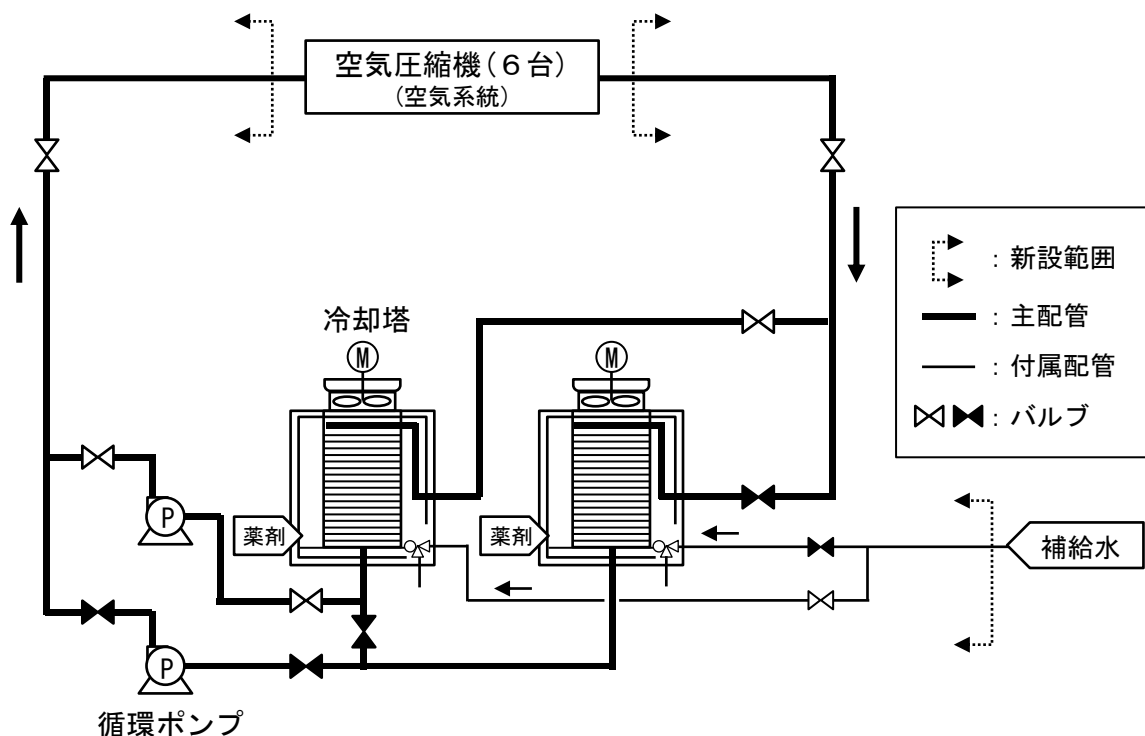 空気圧縮機(6台)
(空気系統)
:新設範囲
:主配管
:付属配管
:バルブ
冷却塔
M
M
P
薬剤
薬剤
補給水
P
循環ポンプ